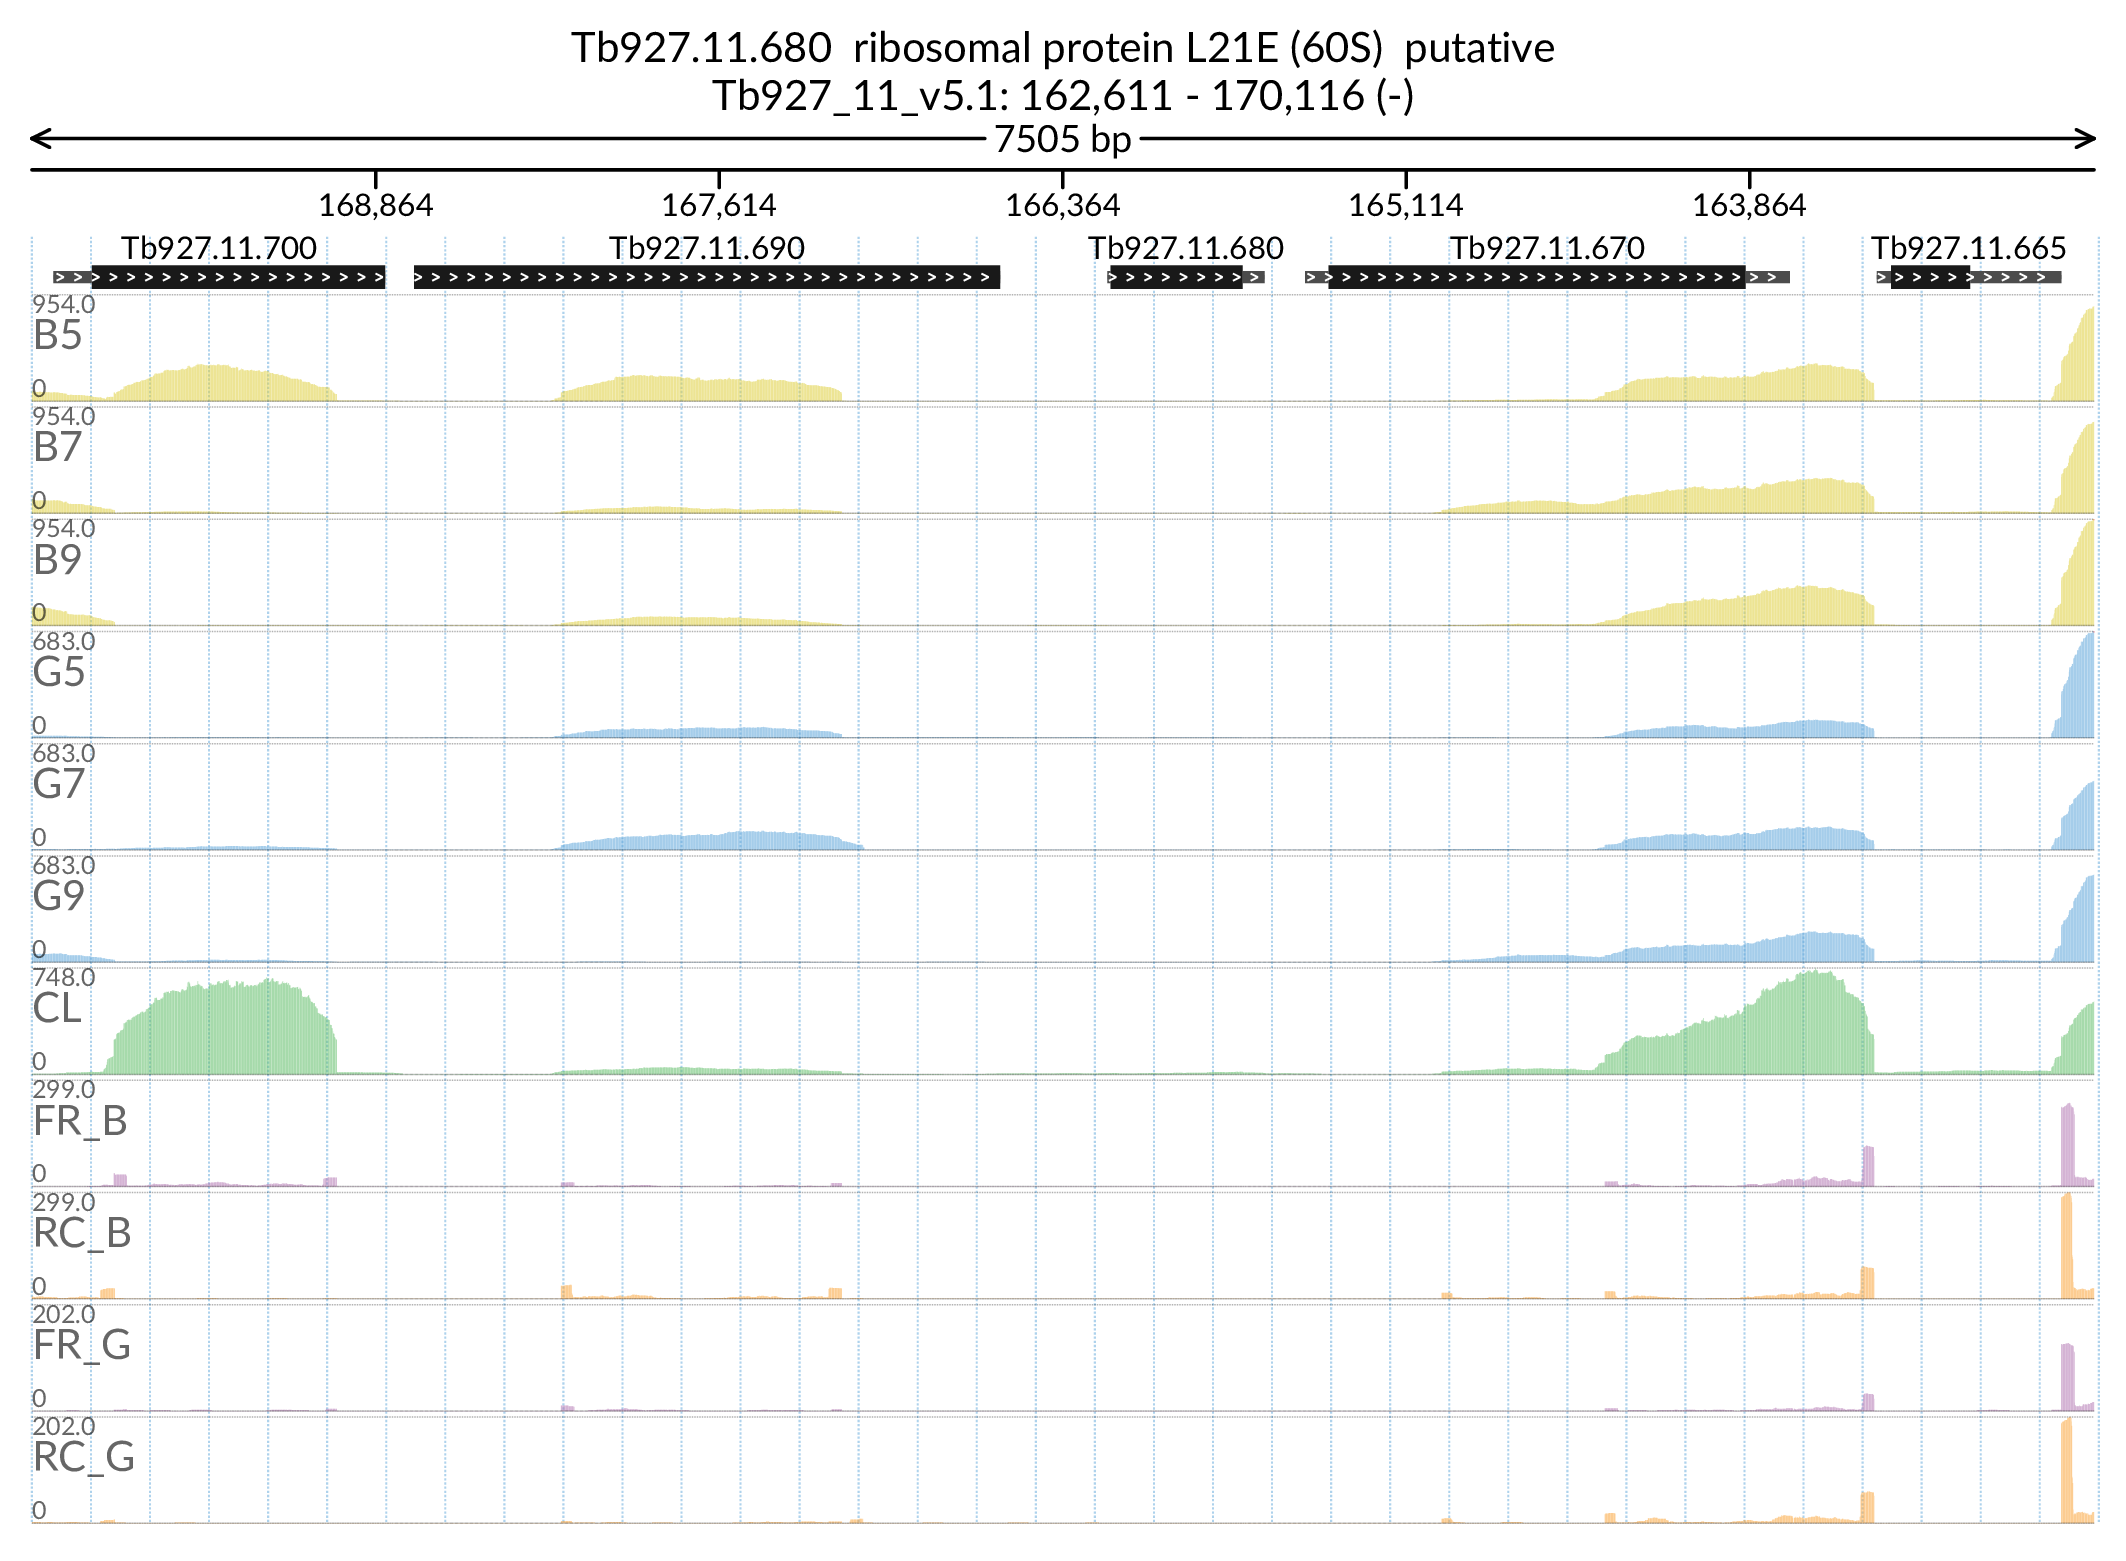 Tb927.11.680 ribosomal protein L21E (60S) putative
Tb927_11_v5.1: 162,611 - 170,116 (-)
7505 bp
168,864 167,614 166,364 165,114 163,864
Tb927.11.700 Tb927.11.690 Tb927.11.680 Tb927.11.670 Tb927.11.665
954.0
B5
0
954.0
B7
0
954.0
B9
0
683.0
G5
0
683.0
G7
0
683.0
G9
0
748.0
CL
0
299.0
FR_B
0
299.0
RC_B
0
202.0
FR_G
0
202.0
RC_G
0